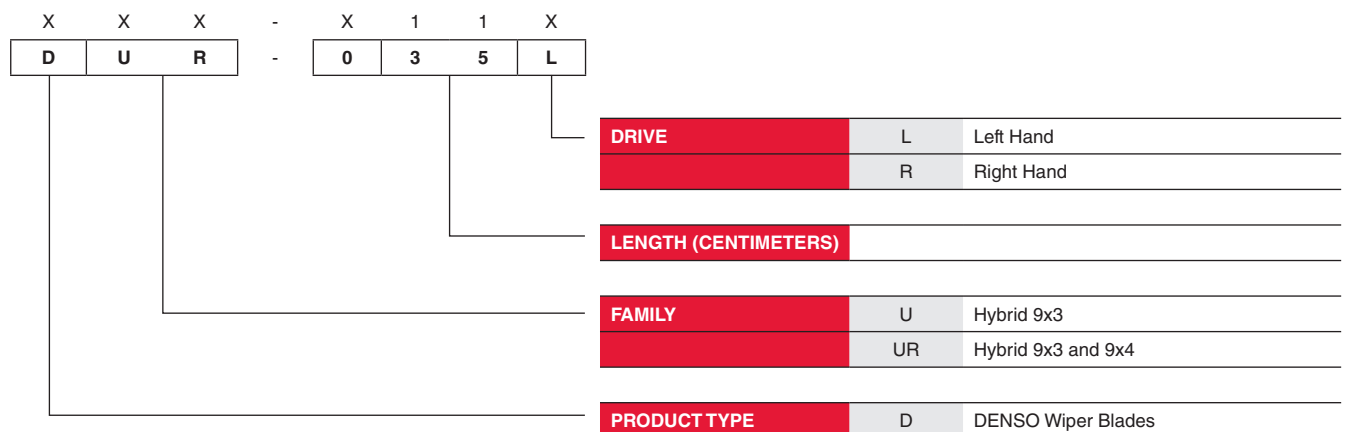 X X X - X 1 1 X
D U R - 0 3 5 L
DRIVE L Left Hand
R Right Hand
LENGTH (CENTIMETERS)
FAMILY U Hybrid 9x3
UR Hybrid 9x3 and 9x4
PRODUCT TYPE D DENSO Wiper Blades